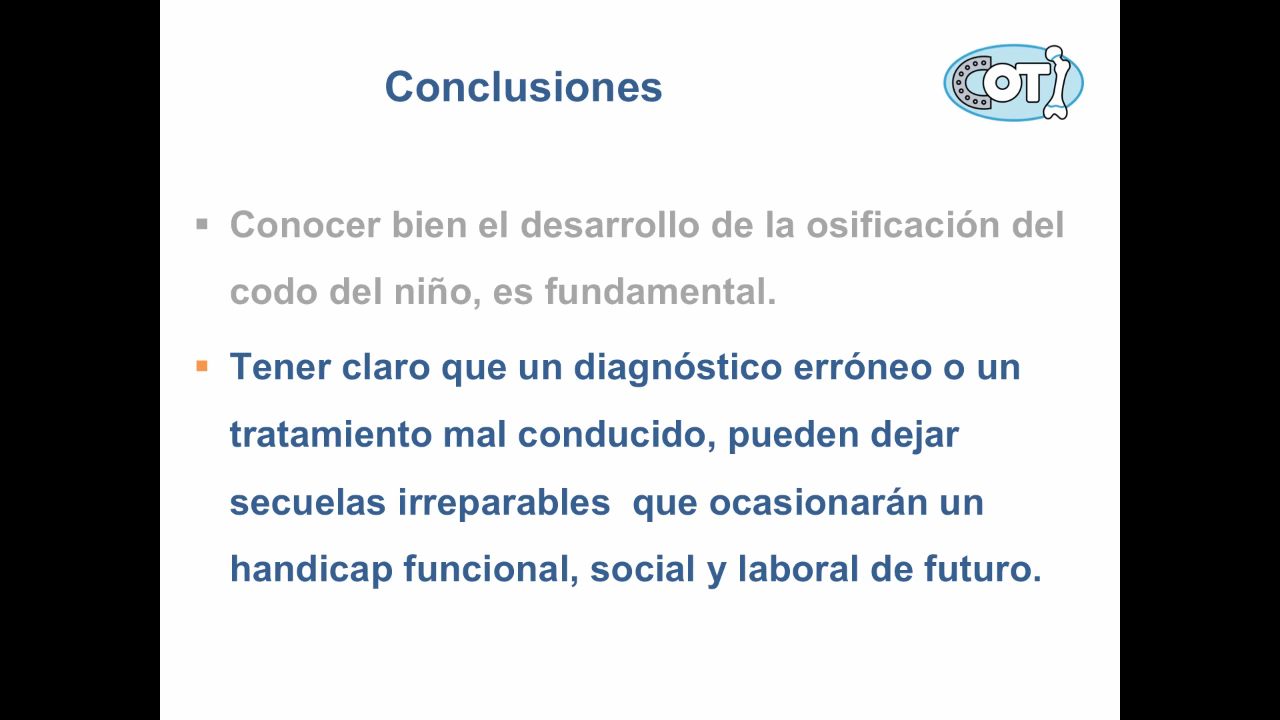 Conclusiones
COTI
▪ Conocer bien el desarrollo de la osificación del
codo del niño, es fundamental.
▪ Tener claro que un diagnóstico erróneo o un
tratamiento mal conducido, pueden dejar
secuelas irreparables  que ocasionarán un
handicap funcional, social y laboral de futuro.